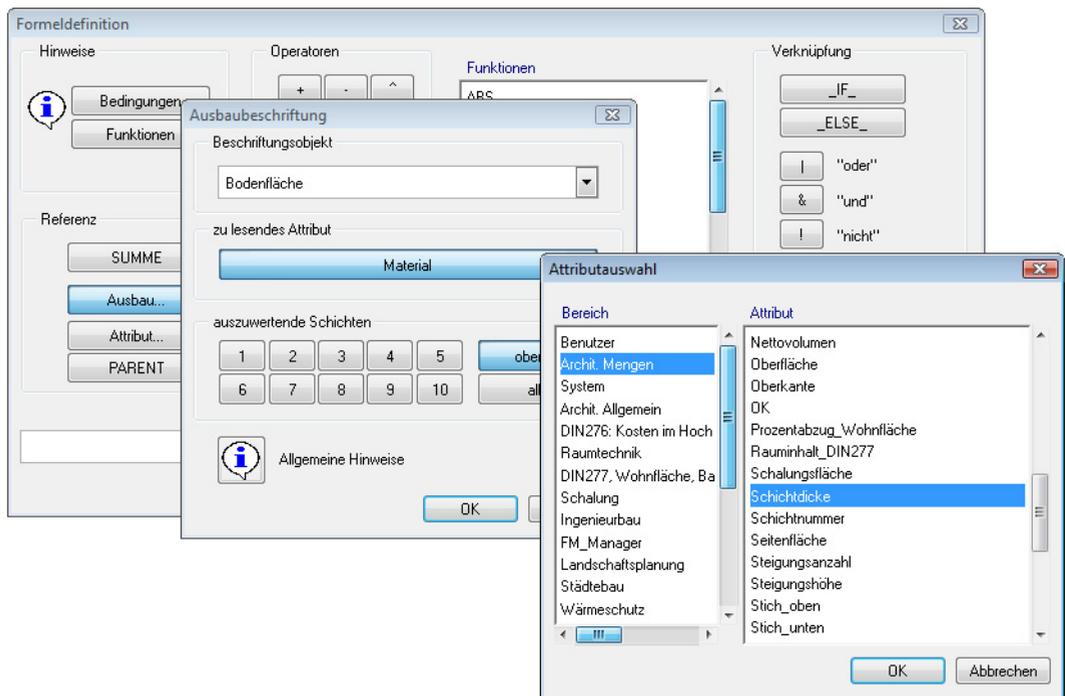 Formeldefinition
Hinweise
Bedingungen
Funktionen
Operatoren
+ - ^
Funktionen
ABS
Verknüpfung
_IF_
_ELSE_
| "oder"
& "und"
! "nicht"
Referenz
SUMME
Ausbau...
Attribut...
PARENT
Ausbaubeschriftung
Beschriftungsobjekt
Bodenfläche
zu lesendes Attribut
Material
auszuwertende Schichten
1 2 3 4 5
6 7 8 9 10
Allgemeine Hinweise
OK
Attributauswahl
Bereich
Benutzer
Archit. Mengen
System
Archit. Allgemein
DIN276: Kosten im Hoch
Raumtechnik
DIN277, Wohnfläche, Ba
Schalung
Ingenieurbau
FM_Manager
Landschaftsplanung
Städtebau
Wärmeschutz
Attribut
Nettovolumen
Oberfläche
Oberkante
OK
Prozentabzug_Wohnfläche
Rauminhalt_DIN277
Schalungsfläche
Schichtdicke
Schichtnummer
Seitenfläche
Steigungsanzahl
Steigungshöhe
Stich_oben
Stich_unten
OK
Abbrechen